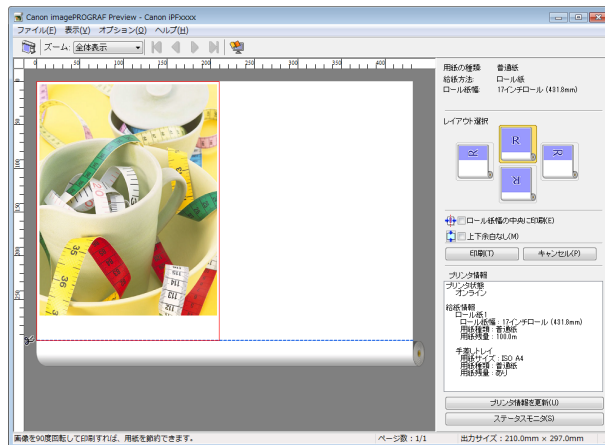 Canon imagePROGRAF Preview - Canon iPFxxxx
ファイル(F) 表示(V) オプション(O) ヘルプ(H)
ズーム: 全体表示
0 50 100 150 200 250 300 350 400
用紙の種類: 普通紙
給紙方法: ロール紙
ロール紙幅: 17インチロール (431.8mm)
レイアウト選択
R
R
R
R
ロール紙幅の中央に印刷(E)
上下余白なし(M)
印刷(T) キャンセル(P)
プリンタ情報
プリンタ状態
オンライン
給紙情報
ロール紙1
ロール紙幅 : 17インチロール (431.8mm)
用紙種類 : 普通紙
用紙残量 : 100.0m
手差しトレイ
用紙サイズ : ISO A4
用紙種類 : 普通紙
用紙残量 : あり
プリンタ情報を更新(U)
ステータスモニタ(S)
画像を90度回転して印刷すれば、用紙を節約できます。
ページ数 : 1/1
出力サイズ : 210.0mm × 297.0mm